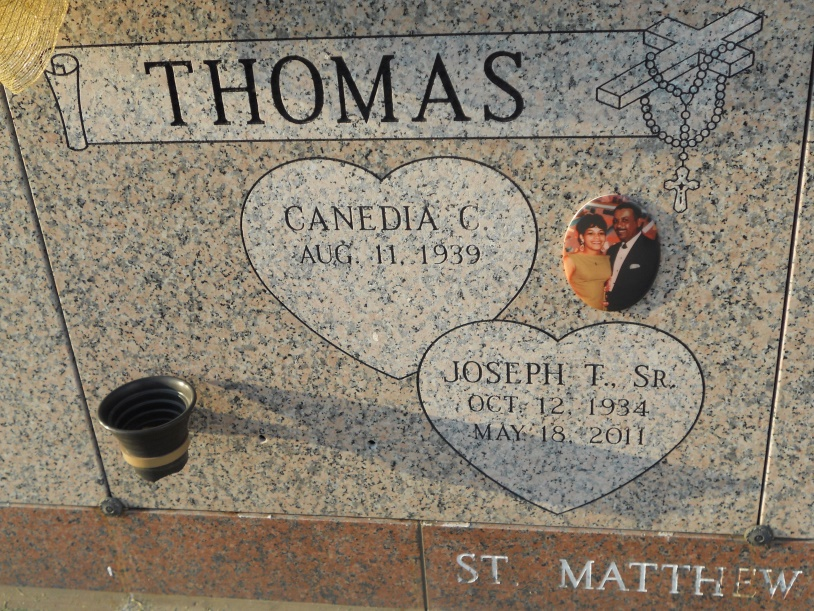 THOMAS
CANEDIA C.
AUG. 11. 1939
JOSEPH T., SR.
OCT. 12. 1934
MAY 18. 2011
ST. MATTHEW